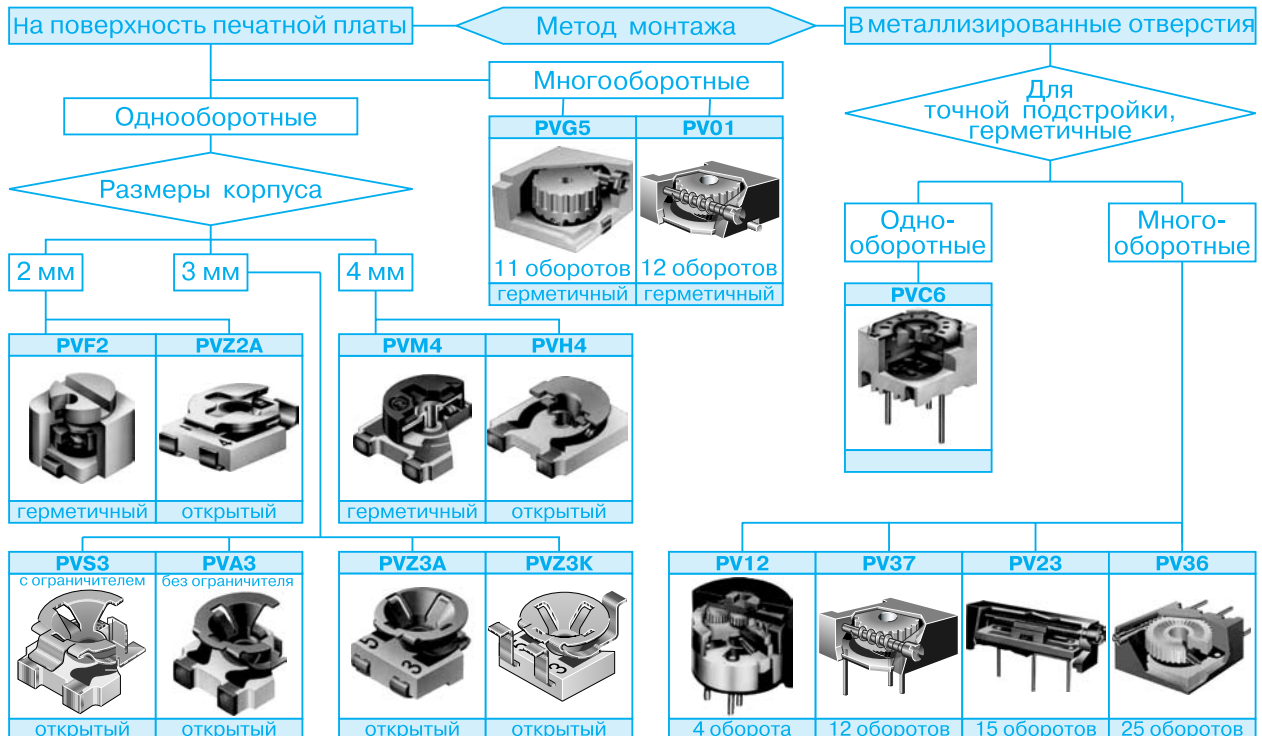 На поверхность печатной платы
Метод монтажа
В металлизированные отверстия
Многооборотные
Однооборотные
Для
точной подстройки,
герметичные
PVG5
PV01
Размеры корпуса
11 оборотов
12 оборотов
герметичный
герметичный
Одно-
оборотные
Много-
оборотные
2 мм
3 мм
4 мм
PVC6
PVF2
PVZ2A
PVM4
PVH4
герметичный
открытый
герметичный
открытый
PVS3
с ограничителем
PVA3
без ограничителя
PVZ3A
PVZ3K
PV12
PV37
PV23
PV36
3
3
3
открытый
открытый
открытый
открытый
4 оборота
12 оборотов
15 оборотов
25 оборотов